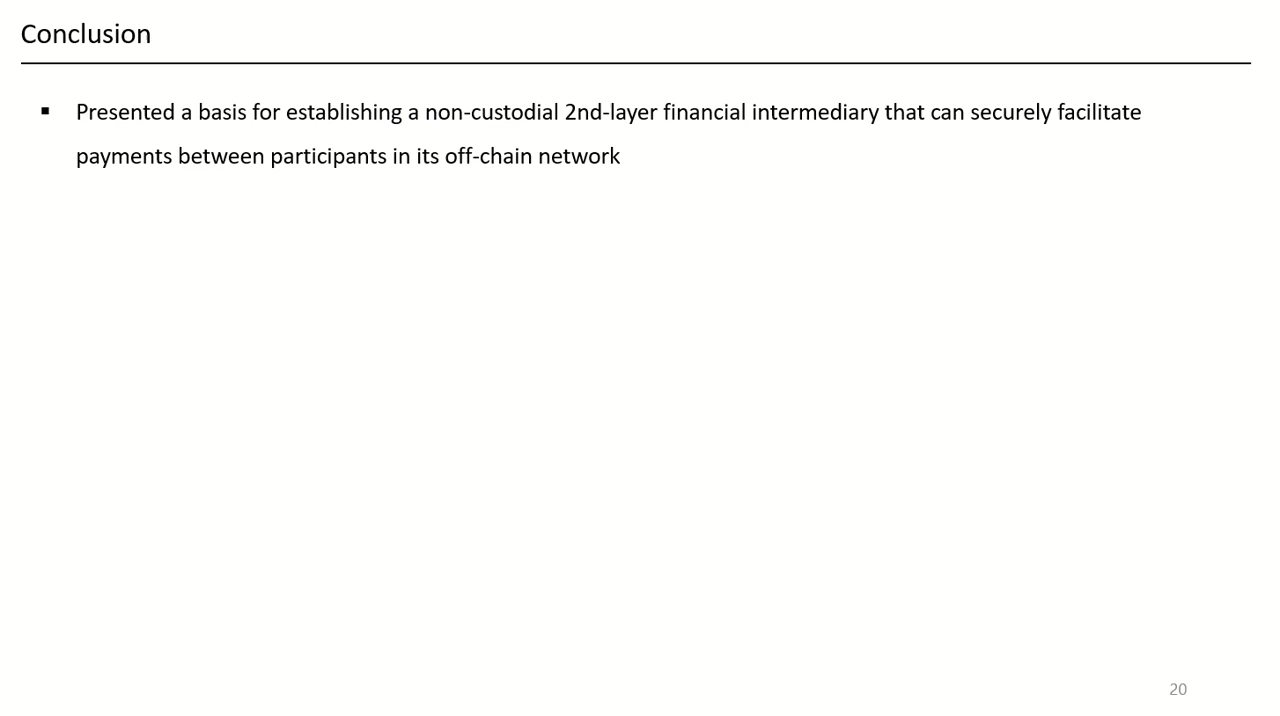 Conclusion
▪ Presented a basis for establishing a non-custodial 2nd-layer financial intermediary that can securely facilitate
payments between participants in its off-chain network
20